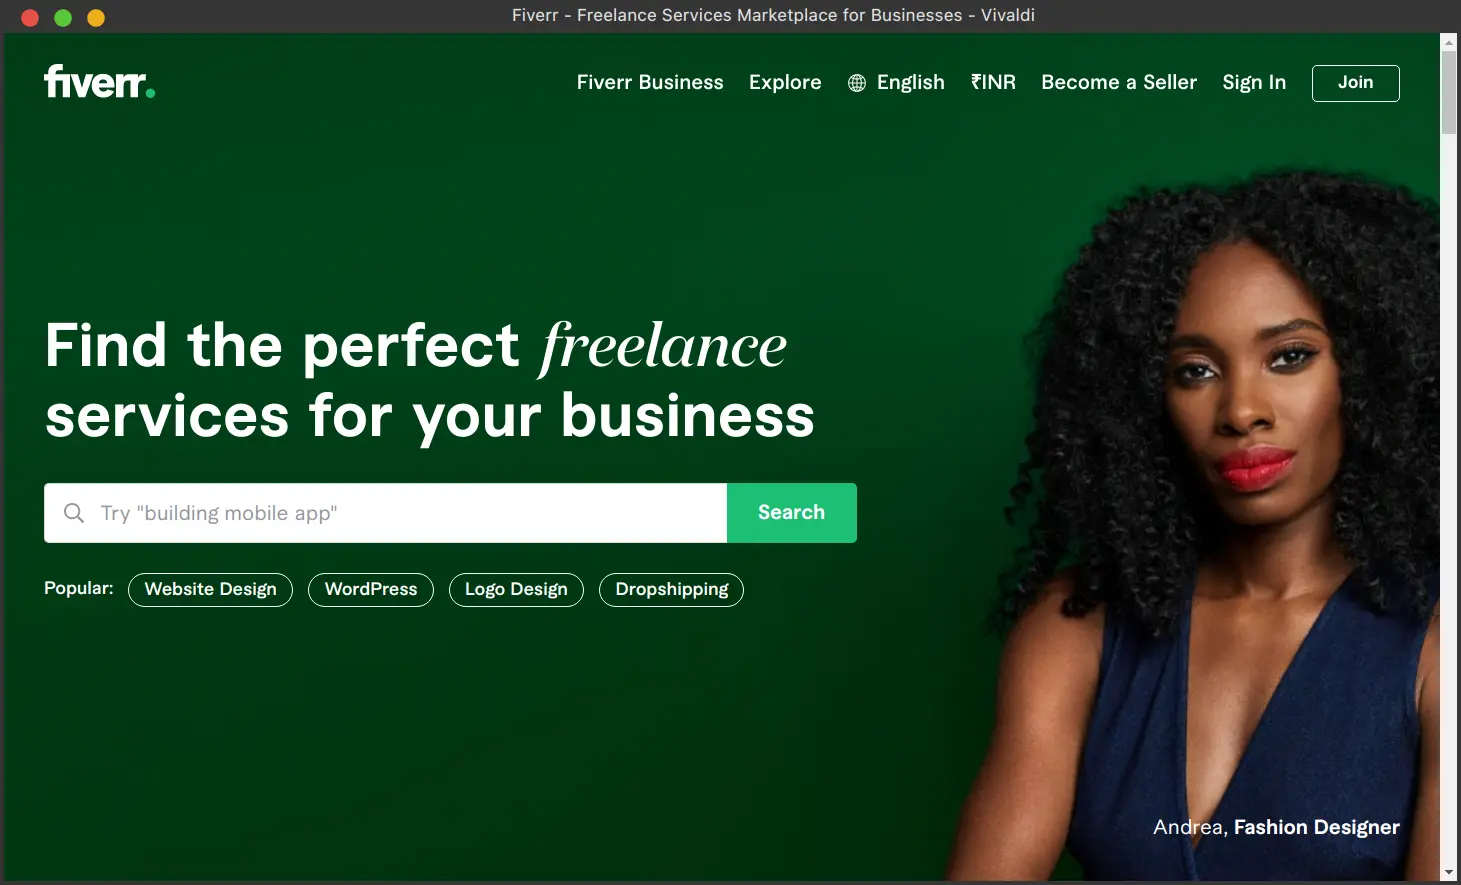 Fiverr - Freelance Services Marketplace for Businesses - Vivaldi
fiverr.
Fiverr Business Explore English ₹INR Become a Seller Sign In Join
Find the perfect freelance
services for your business
Try "building mobile app" Search
Popular: Website Design WordPress Logo Design Dropshipping
Andrea, Fashion Designer